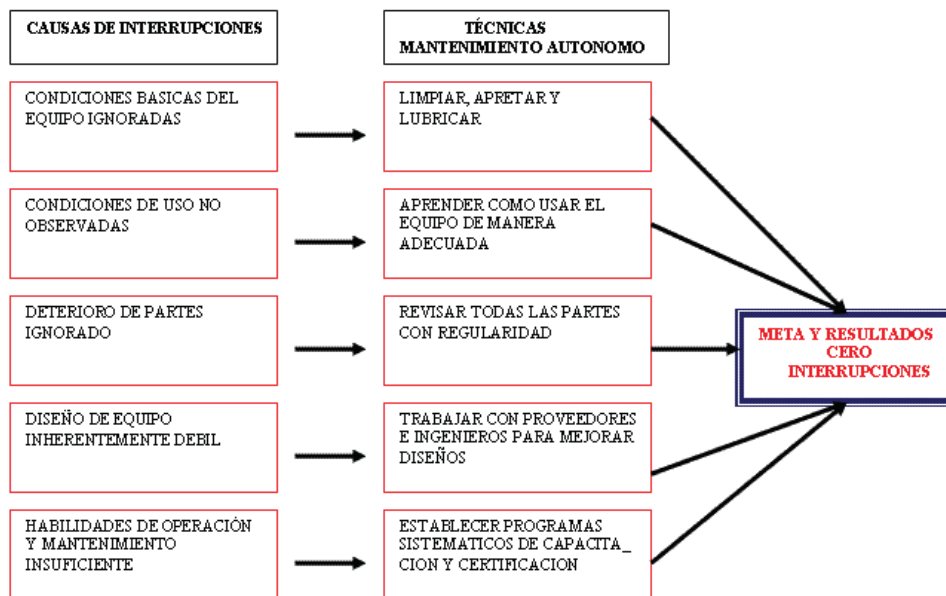 CAUSAS DE INTERRUPCIONES
TÉCNICAS
MANTENIMIENTO AUTONOMO
CONDICIONES BASICAS DEL
EQUIPO IGNORADAS
LIMPIAR, APRETAR Y
LUBRICAR
CONDICIONES DE USO NO
OBSERVADAS
APRENDER COMO USAR EL
EQUIPO DE MANERA
ADECUADA
DETERIORO DE PARTES
IGNORADO
REVISAR TODAS LAS PARTES
CON REGULARIDAD
DISEÑO DE EQUIPO
INHERENTEMENTE DEBIL
TRABAJAR CON PROVEEDORES
E INGENIEROS PARA MEJORAR
DISEÑOS
HABILIDADES DE OPERACIÓN
Y MANTENIMIENTO
INSUFICIENTE
ESTABLECER PROGRAMAS
SISTEMATICOS DE CAPACITA_
CION Y CERTIFICACION
META Y RESULTADOS
CERO
INTERRUPCIONES